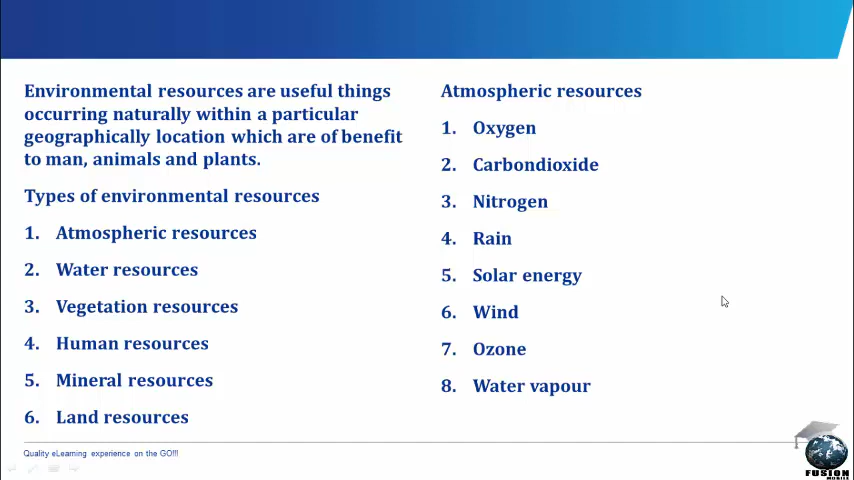 Environmental resources are useful things
occurring naturally within a particular
geographically location which are of benefit
to man, animals and plants.
Types of environmental resources
1. Atmospheric resources
2. Water resources
3. Vegetation resources
4. Human resources
5. Mineral resources
6. Land resources
Atmospheric resources
1. Oxygen
2. Carbondioxide
3. Nitrogen
4. Rain
5. Solar energy
6. Wind
7. Ozone
8. Water vapour
Quality eLearning experience on the GO!!!
FUSION
MOBILE